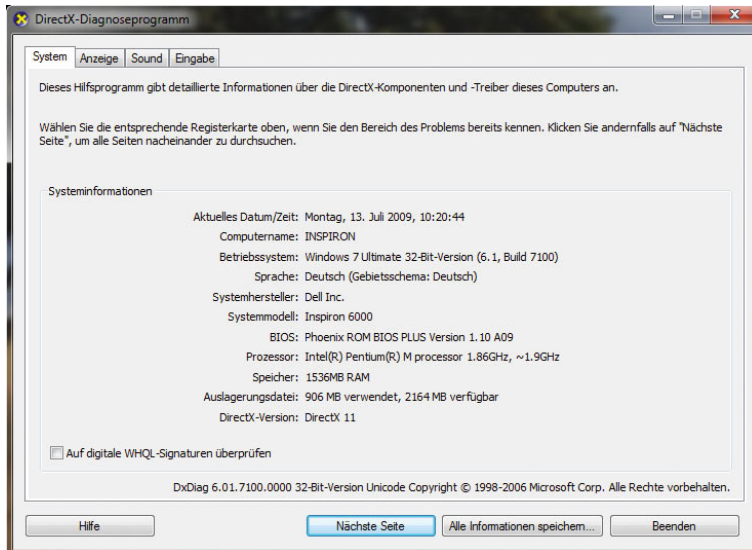 DirectX-Diagnoseprogramm
System Anzeige Sound Eingabe
Dieses Hilfsprogramm gibt detaillierte Informationen über die DirectX-Komponenten und -Treiber dieses Computers an.
Wählen Sie die entsprechende Registerkarte oben, wenn Sie den Bereich des Problems bereits kennen. Klicken Sie andernfalls auf "Nächste
Seite", um alle Seiten nacheinander zu durchsuchen.
Systeminformationen
Aktuelles Datum/Zeit: Montag, 13. Juli 2009, 10:20:44
Computername: INSPIRON
Betriebssystem: Windows 7 Ultimate 32-Bit-Version (6.1, Build 7100)
Sprache: Deutsch (Gebietsschema: Deutsch)
Systemhersteller: Dell Inc.
Systemmodell: Inspiron 6000
BIOS: Phoenix ROM BIOS PLUS Version 1.10 A09
Prozessor: Intel(R) Pentium(R) M processor 1.86GHz, ~1.9GHz
Speicher: 1536MB RAM
Auslagerungsdatei: 906 MB verwendet, 2164 MB verfügbar
DirectX-Version: DirectX 11
Auf digitale WHQL-Signaturen überprüfen
DxDiag 6.01.7100.0000 32-Bit-Version Unicode Copyright © 1998-2006 Microsoft Corp. Alle Rechte vorbehalten.
Hilfe Nächste Seite Alle Informationen speichern... Beenden